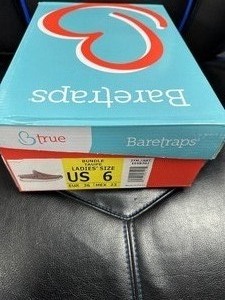 Baretraps
true
Baretraps
BUNDLE
TAUPE
LADIES' SIZE
US 6
EUR 36 MEX 23